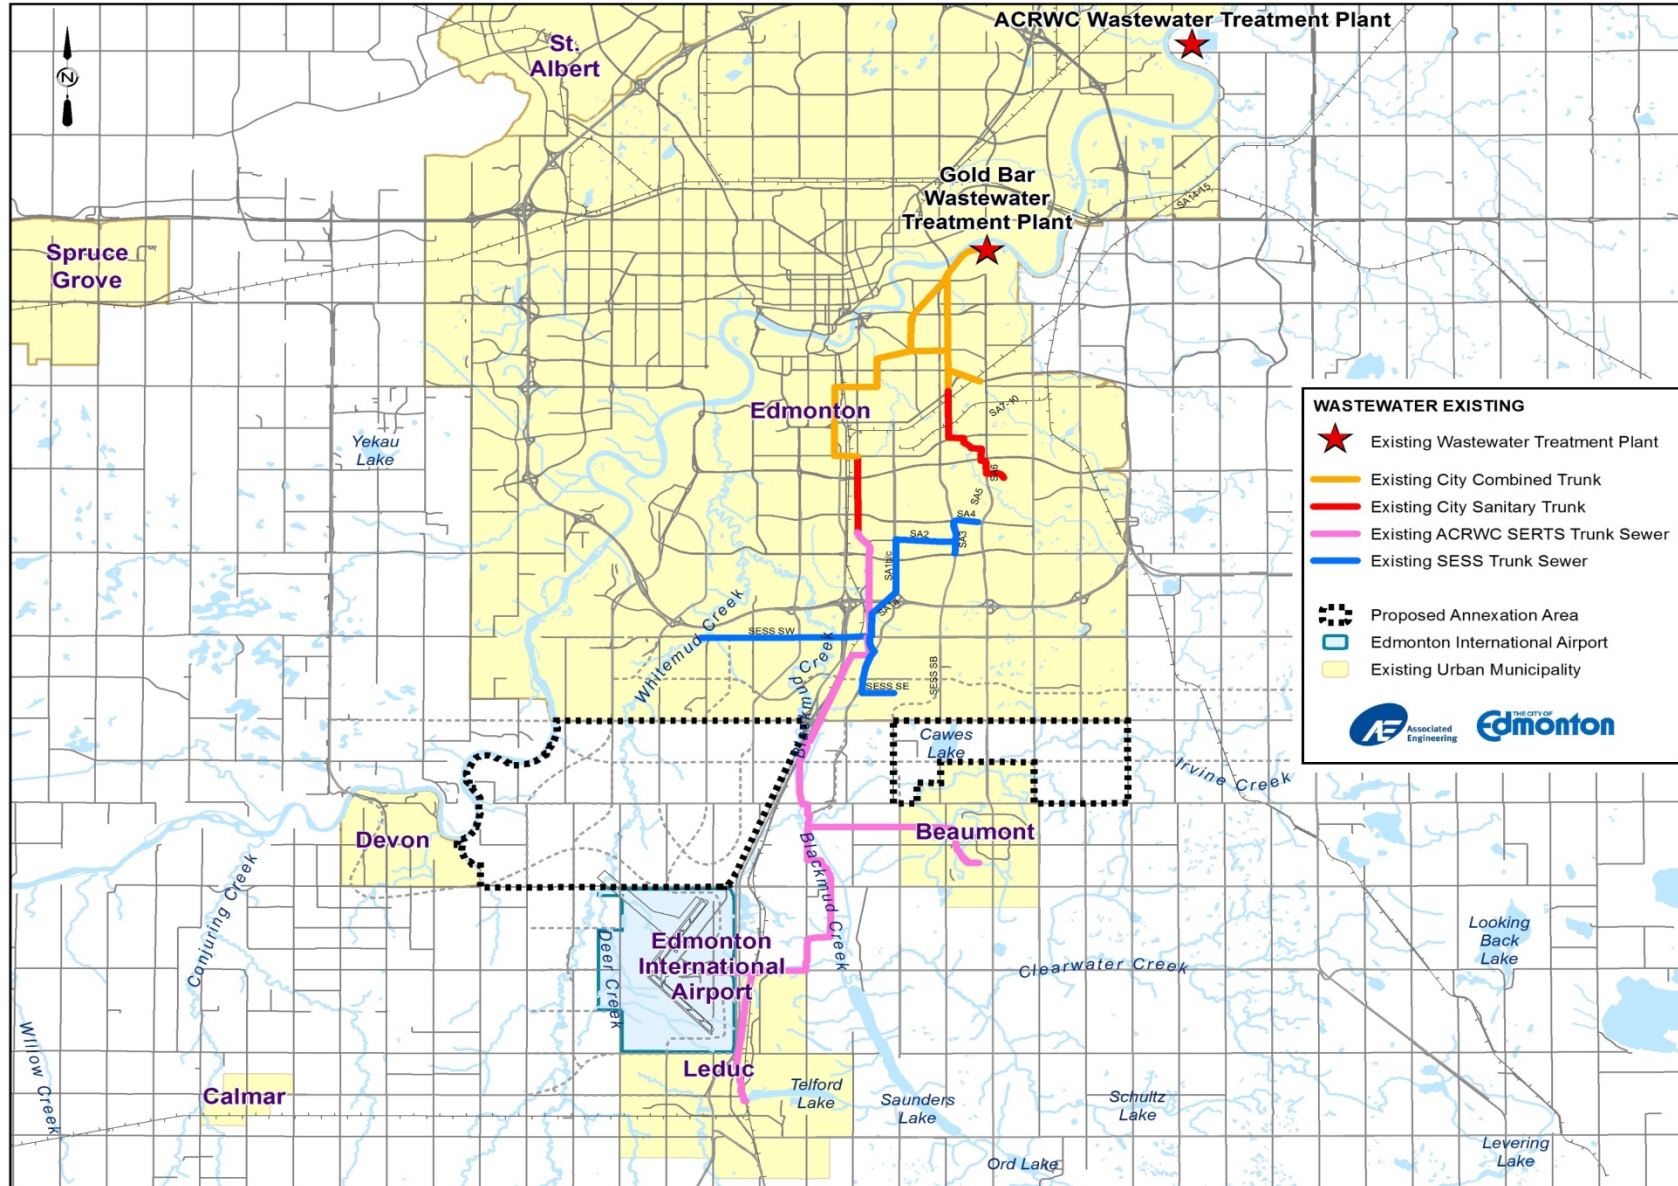 ACRWC Wastewater Treatment Plant
St.
Albert
N
Gold Bar
Wastewater
Treatment Plant
SA14-15
Spruce
Grove
Edmonton
SA7-10
Yekau
Lake
SA6
SA5
SA4
SA3
SA2
SA1b/c
SA1a
Whitemud Creek
SESS SW
Blackmud Creek
SESS SE
SESS SB
Cawes
Lake
Irvine Creek
Devon
Beaumont
Conjuring Creek
Blackmud Creek
Deer Creek
Edmonton
International
Airport
Clearwater Creek
Looking
Back
Lake
Willow Creek
Leduc
Calmar
Telford
Lake
Saunders
Lake
Schultz
Lake
Ord Lake
Levering
Lake
WASTEWATER EXISTING
Existing Wastewater Treatment Plant
Existing City Combined Trunk
Existing City Sanitary Trunk
Existing ACRWC SERTS Trunk Sewer
Existing SESS Trunk Sewer
Proposed Annexation Area
Edmonton International Airport
Existing Urban Municipality
AE Associated
Engineering
THE CITY OF
Edmonton